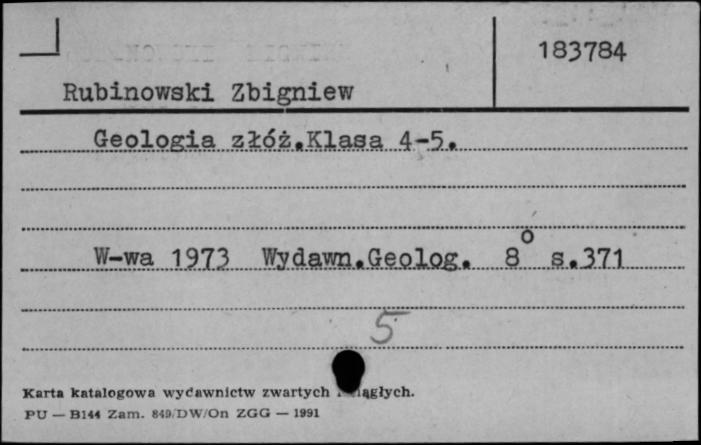 183784
Rubinowski Zbigniew
Geologia złóż.Klasa 4-5.
W-wa 1973 Wydawn.Geolog. 8° s.371
5
Karta katalogowa wydawnictw zwartych
PU — B144 Zam. 849/DW/On ZGG — 1991